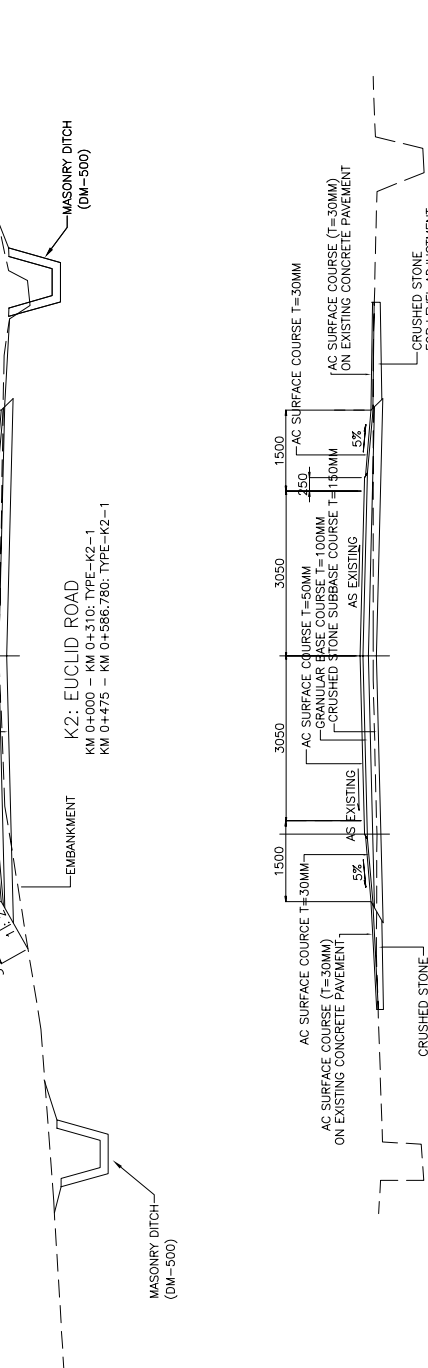 MASONRY DITCH
(DM-500)
K2: EUCLID ROAD
KM 0+000 - KM 0+310: TYPE-K2-1
KM 0+475 - KM 0+586.780: TYPE-K2-1
EMBANKMENT
MASONRY DITCH
(DM-500)
1500
AC SURFACE COURCE T=30MM
AC SURFACE COURSE (T=30MM)
ON EXISTING CONCRETE PAVEMENT
5%
AS EXISTING
CRUSHED STONE
3050
AC SURFACE COURSE T=50MM
GRANULAR BASE COURSE T=100MM
CRUSHED STONE SUBBASE COURSE T=150MM
3050
AS EXISTING
250
1500
5%
AC SURFACE COURSE T=30MM
AC SURFACE COURSE (T=30MM)
ON EXISTING CONCRETE PAVEMENT
CRUSHED STONE
FOR LEVEL ADJUSTMENT